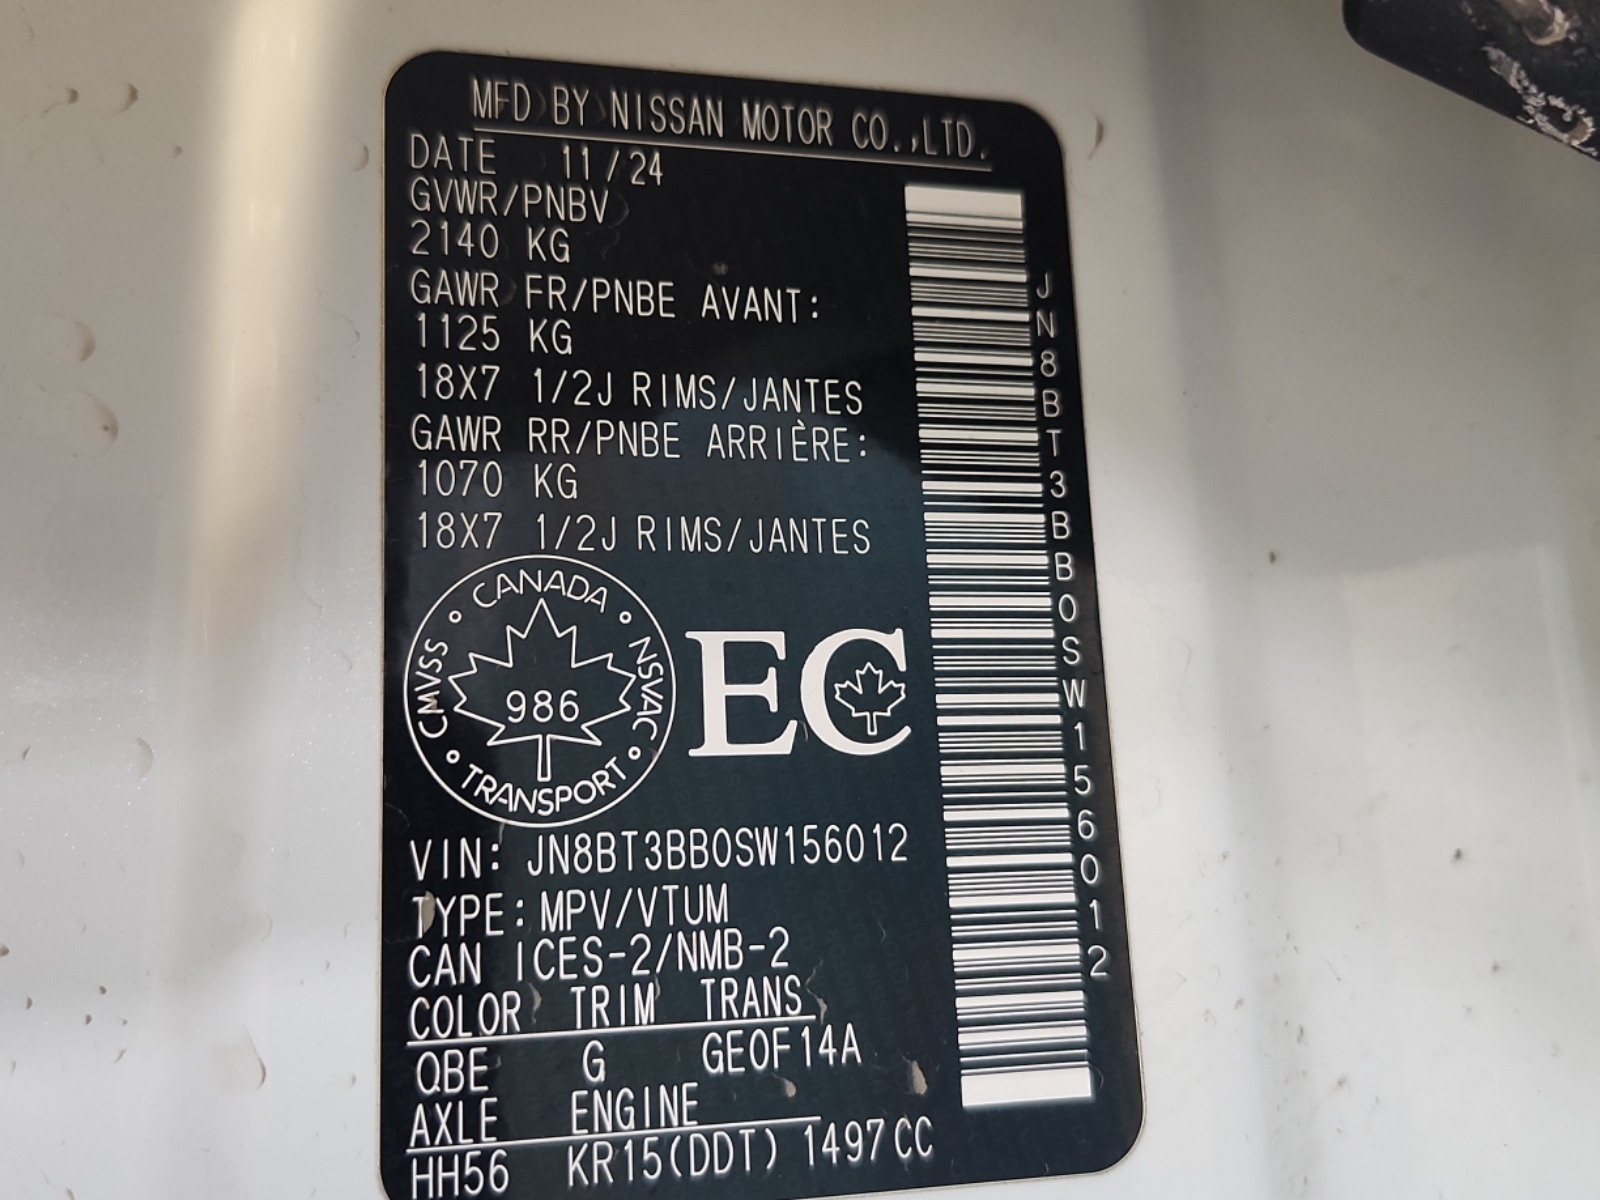 MFD BY NISSAN MOTOR CO.,LTD.
DATE 11/24
GVWR/PNBV
2140 KG
GAWR FR/PNBE AVANT:
1125 KG
18X7 1/2J RIMS/JANTES
GAWR RR/PNBE ARRIÈRE:
1070 KG
18X7 1/2J RIMS/JANTES
CANADA
CMVSS
NSVAC
986
TRANSPORT
EC
VIN: JN8BT3BB0SW156012
TYPE: MPV/VTUM
CAN ICES-2/NMB-2
COLOR TRIM TRANS
QBE G GE0F14A
AXLE ENGINE
HH56 KR15(DDT) 1497CC
JN8BT3BB0SW156012